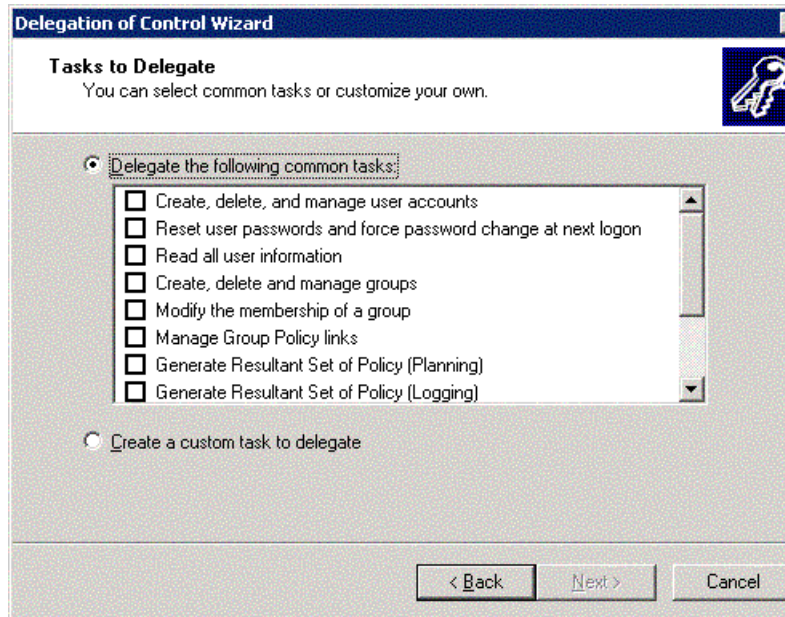 Delegation of Control Wizard
Tasks to Delegate
You can select common tasks or customize your own.
Delegate the following common tasks:
Create, delete, and manage user accounts
Reset user passwords and force password change at next logon
Read all user information
Create, delete and manage groups
Modify the membership of a group
Manage Group Policy links
Generate Resultant Set of Policy (Planning)
Generate Resultant Set of Policy (Logging)
Create a custom task to delegate
< Back Next > Cancel